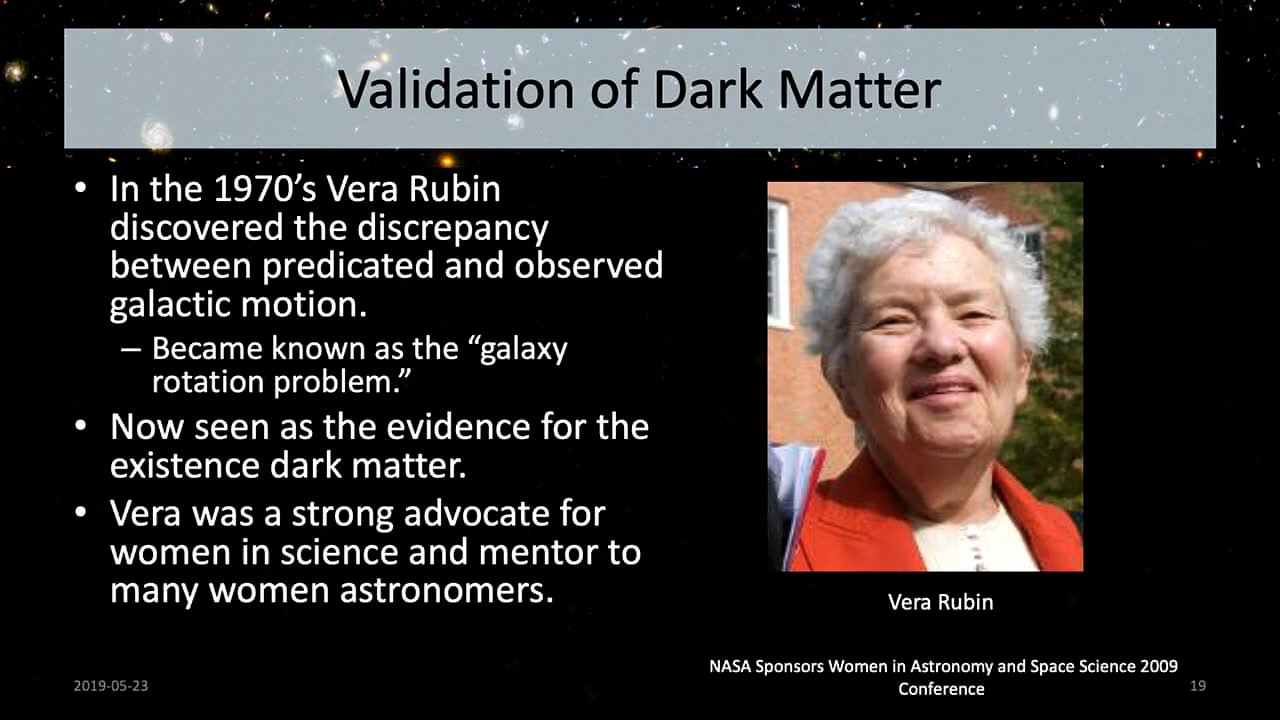 Validation of Dark Matter
• In the 1970’s Vera Rubin
discovered the discrepancy
between predicated and observed
galactic motion.
– Became known as the “galaxy
rotation problem.”
• Now seen as the evidence for the
existence dark matter.
• Vera was a strong advocate for
women in science and mentor to
many women astronomers.
Vera Rubin
NASA Sponsors Women in Astronomy and Space Science 2009
Conference
2019-05-23
19